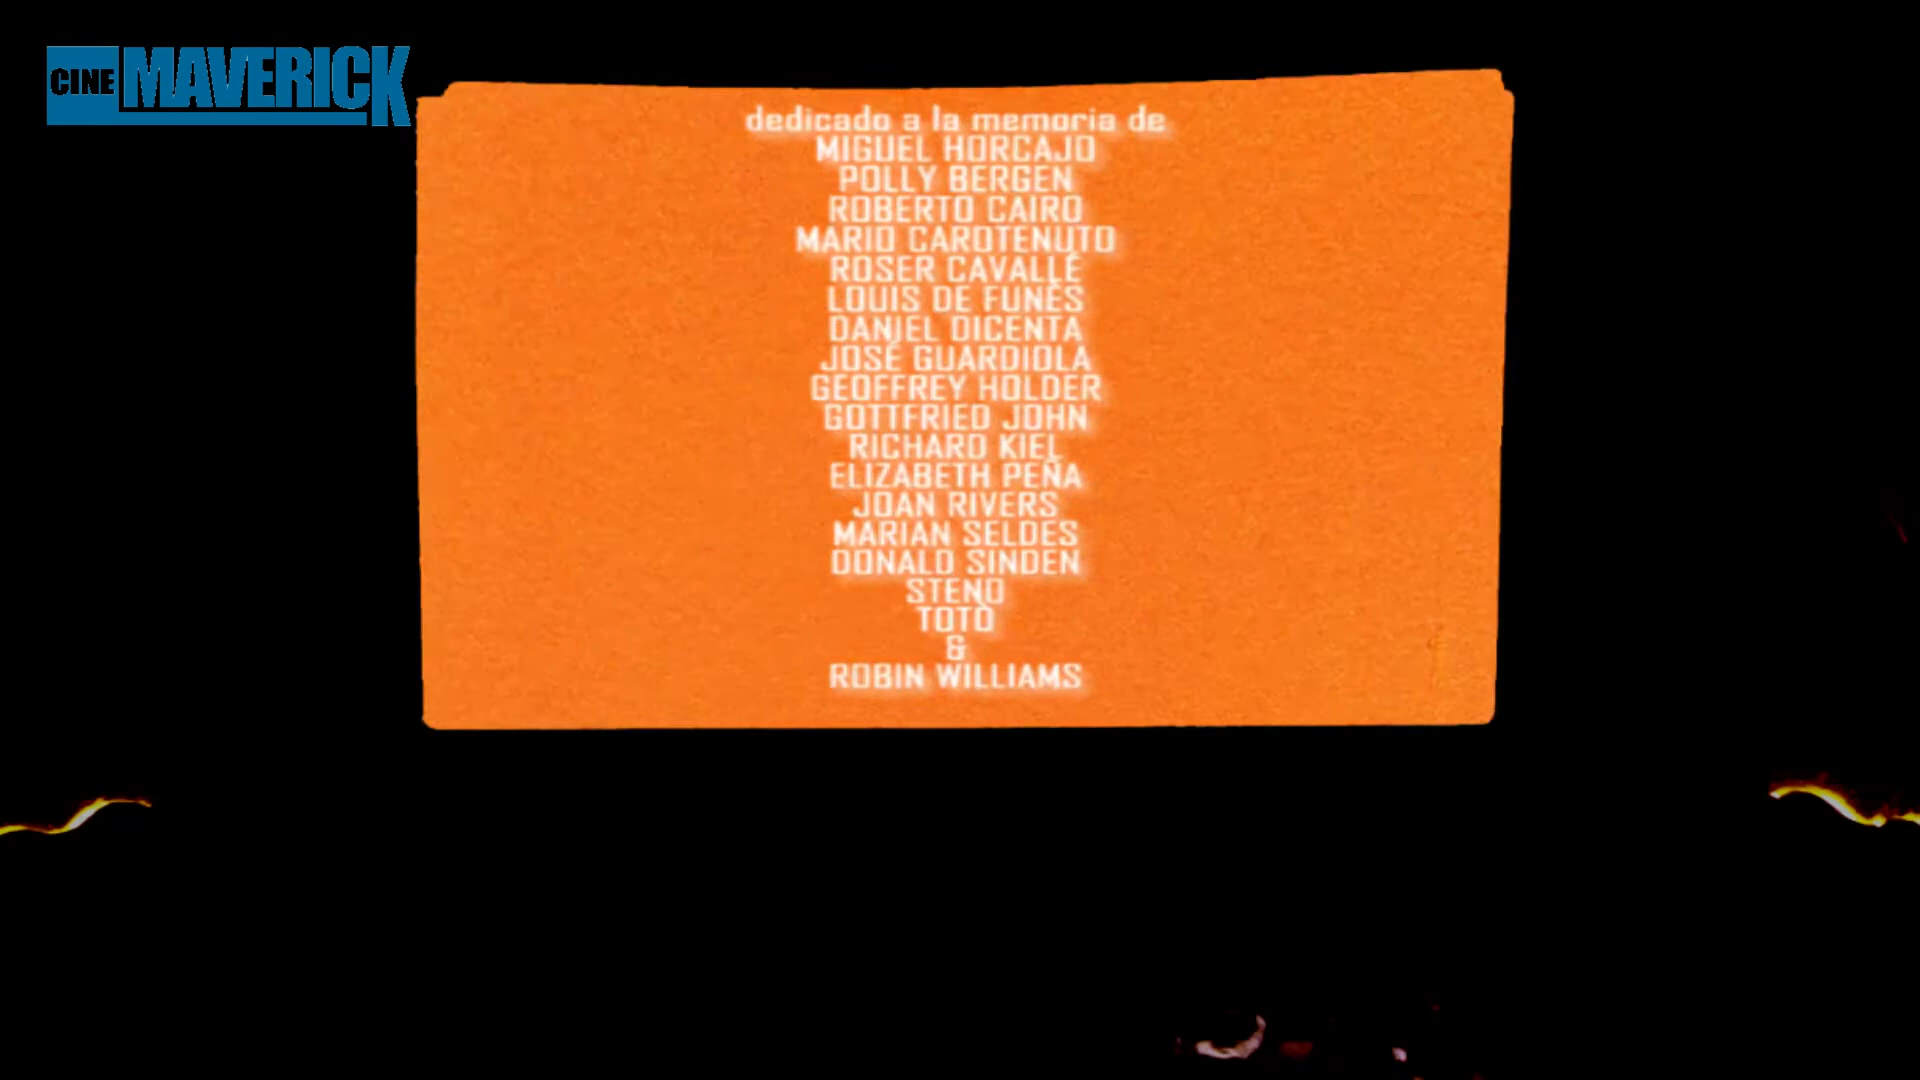 CINE MAVERICK
dedicado a la memoria de
MIGUEL HORCAJO
POLLY BERGEN
ROBERTO CAIRO
MARIO CAROTENUTO
ROSER CAVALLÉ
LOUIS DE FUNÈS
DANIEL DICENTA
JOSÉ GUARDIOLA
GEOFFREY HOLDER
GOTTFRIED JOHN
RICHARD KIEL
ELIZABETH PEÑA
JOAN RIVERS
MARIAN SELDES
DONALD SINDEN
STENO
TOTÒ
&
ROBIN WILLIAMS